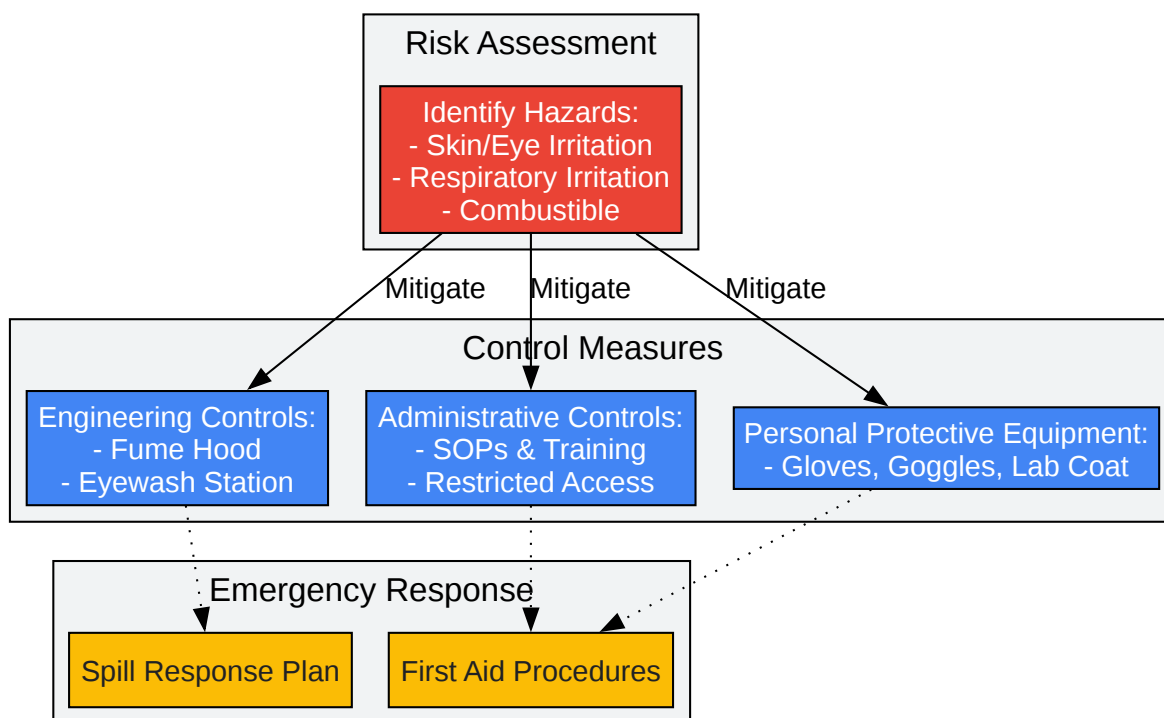 Risk Assessment
Identify Hazards:
- Skin/Eye Irritation
- Respiratory Irritation
- Combustible
Mitigate
Mitigate
Mitigate
Control Measures
Engineering Controls:
- Fume Hood
- Eyewash Station
Administrative Controls:
- SOPs & Training
- Restricted Access
Personal Protective Equipment:
- Gloves, Goggles, Lab Coat
Emergency Response
Spill Response Plan
First Aid Procedures